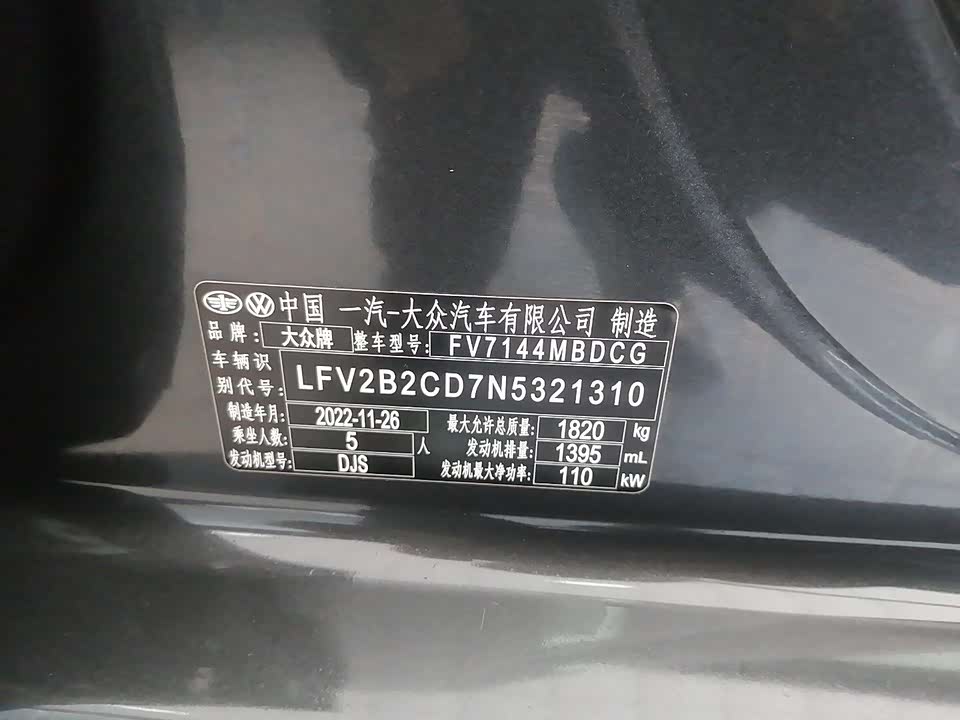 中国 一汽-大众汽车有限公司 制造
品牌: 大众牌 整车型号: FV7144MBDCG
车辆识别代号: LFV2B2CD7N5321310
制造年月: 2022-11-26 最大允许总质量: 1820 kg
乘坐人数: 5 人 发动机排量: 1395 mL
发动机型号: DJS 发动机最大净功率: 110 kW